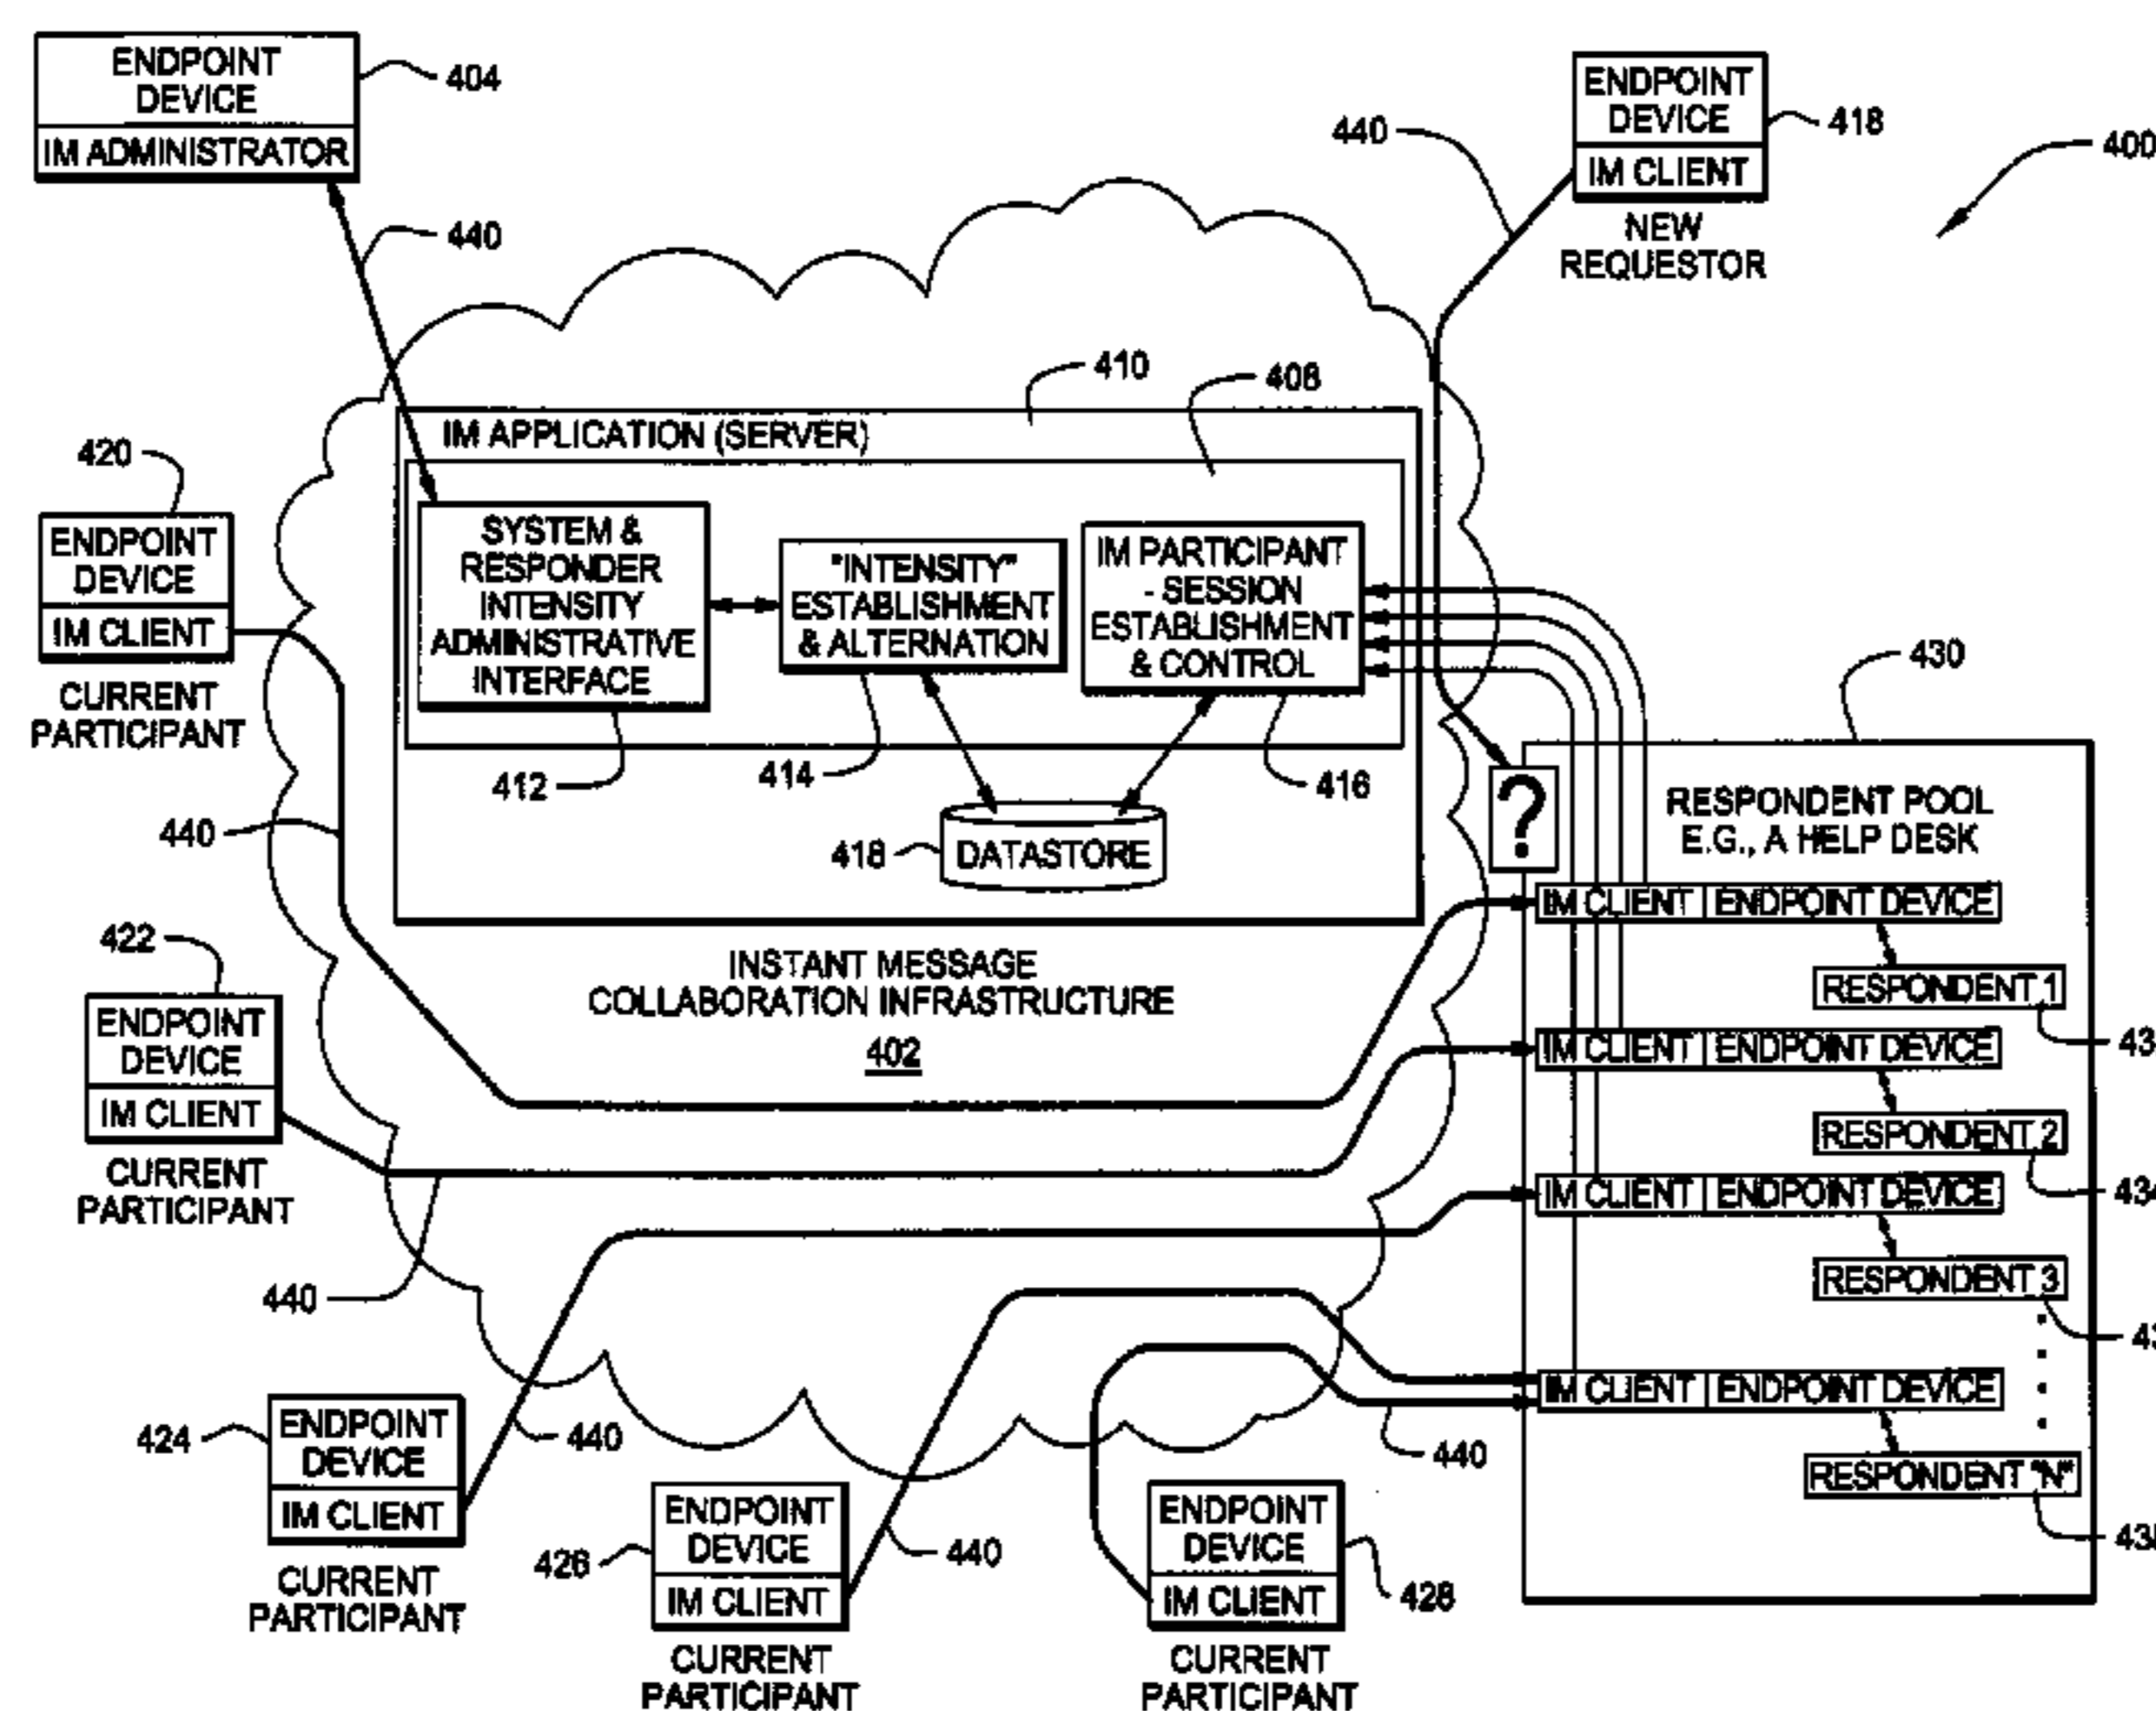 ENDPOINT
DEVICE
IM ADMINISTRATOR
404
440
ENDPOINT
DEVICE
IM CLIENT
418
440
NEW
REQUESTOR
400
410
408
IM APPLICATION (SERVER)
SYSTEM &
RESPONDER
INTENSITY
ADMINISTRATIVE
INTERFACE
"INTENSITY"
ESTABLISHMENT
& ALTERNATION
IM PARTICIPANT
- SESSION
ESTABLISHMENT
& CONTROL
412
414
416
418
DATASTORE
INSTANT MESSAGE
COLLABORATION INFRASTRUCTURE
402
420
ENDPOINT
DEVICE
IM CLIENT
CURRENT
PARTICIPANT
440
422
ENDPOINT
DEVICE
IM CLIENT
CURRENT
PARTICIPANT
440
424
ENDPOINT
DEVICE
IM CLIENT
CURRENT
PARTICIPANT
440
426
ENDPOINT
DEVICE
IM CLIENT
CURRENT
PARTICIPANT
440
ENDPOINT
DEVICE
IM CLIENT
428
CURRENT
PARTICIPANT
440
430
?
RESPONDENT POOL
E.G., A HELP DESK
IM CLIENT ENDPOINT DEVICE
RESPONDENT 1
IM CLIENT ENDPOINT DEVICE
RESPONDENT 2
IM CLIENT ENDPOINT DEVICE
RESPONDENT 3
IM CLIENT ENDPOINT DEVICE
RESPONDENT "N"